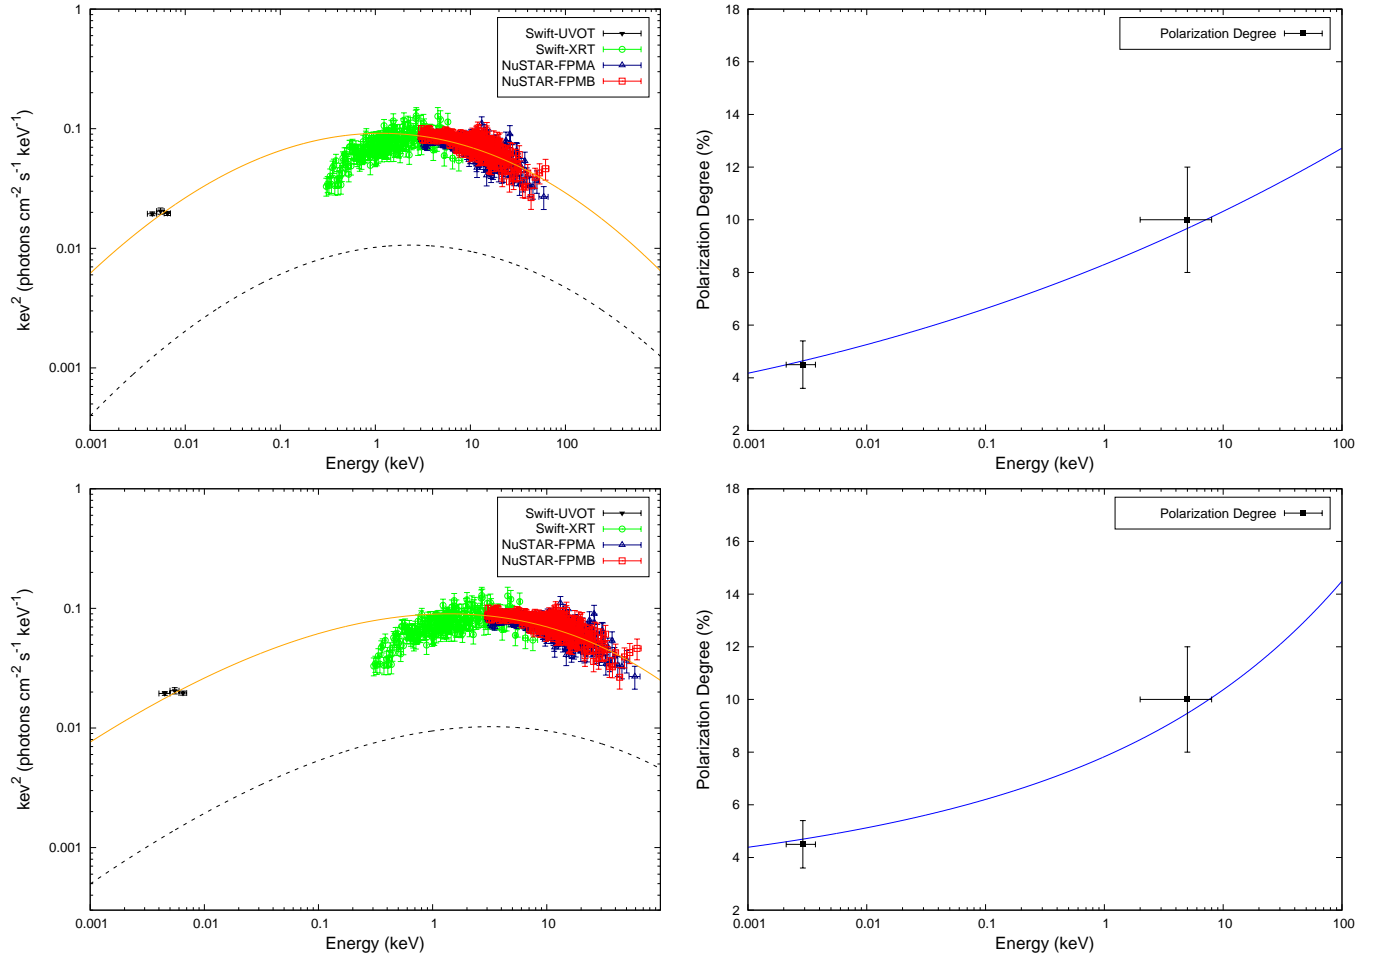 1
0.1
0.01
0.001
0.001
0.01
0.1
1
10
100
kev² (photons cm⁻² s⁻¹ keV⁻¹)
Energy (keV)
Swift-UVOT
Swift-XRT
NuSTAR-FPMA
NuSTAR-FPMB
18
16
14
12
10
8
6
4
2
0.001
0.01
0.1
1
10
100
Polarization Degree (%)
Energy (keV)
Polarization Degree
1
0.1
0.01
0.001
0.001
0.01
0.1
1
10
kev² (photons cm⁻² s⁻¹ keV⁻¹)
Energy (keV)
Swift-UVOT
Swift-XRT
NuSTAR-FPMA
NuSTAR-FPMB
18
16
14
12
10
8
6
4
2
0.001
0.01
0.1
1
10
100
Polarization Degree (%)
Energy (keV)
Polarization Degree